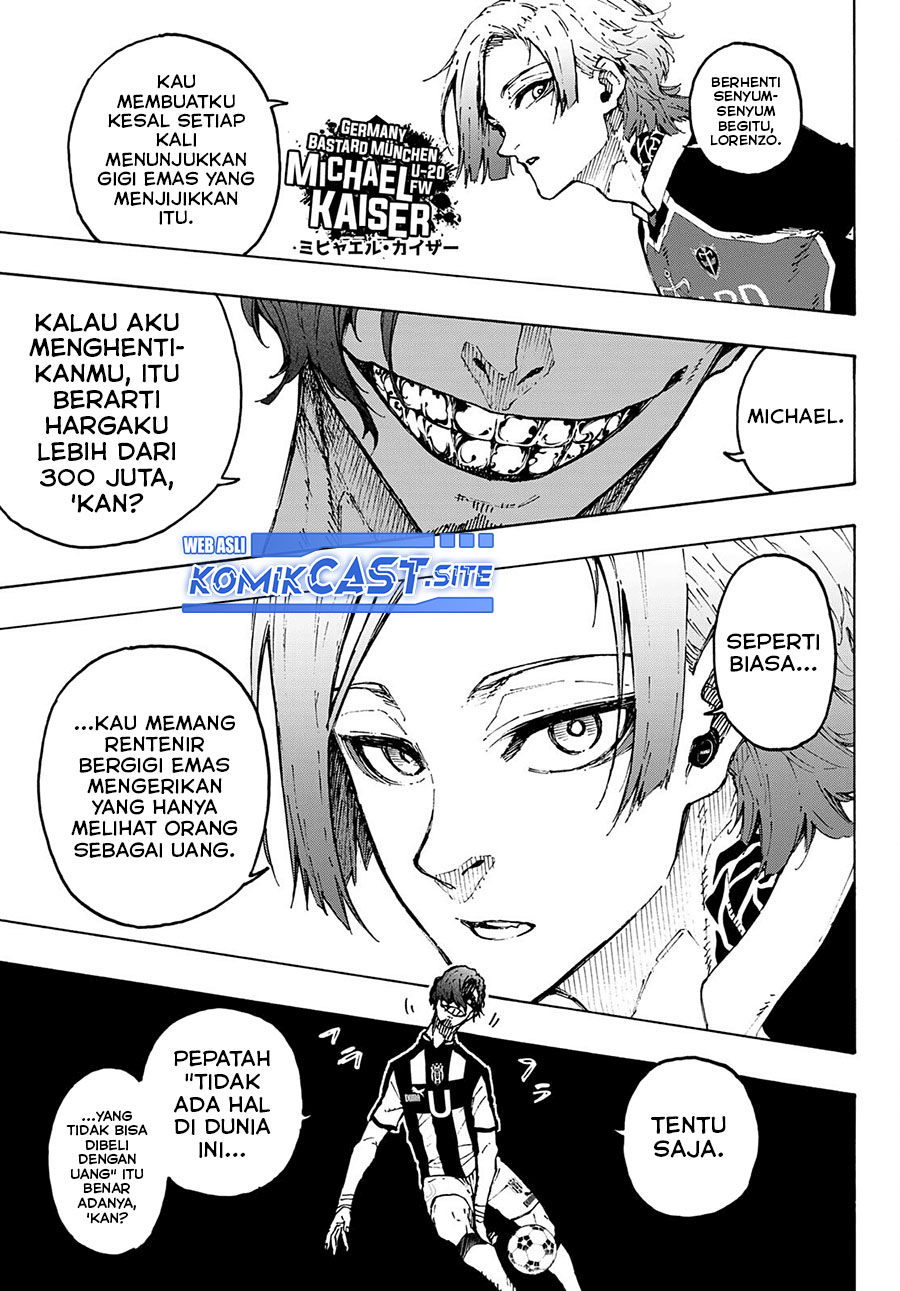 BERHENTI
SENYUM-
SENYUM
BEGITU,
LORENZO.
KAU
MEMBUATKU
KESAL SETIAP
KALI
MENUNJUKKAN
GIGI EMAS YANG
MENJIJIKKAN
ITU.
GERMANY
BASTARD MÜNCHEN
U-20
MICHAEL FW
KAISER
・ミヒャエル・カイザー
MICHAEL.
KALAU AKU
MENGHENTI-
KANMU, ITU
BERARTI
HARGAKU
LEBIH DARI
300 JUTA,
'KAN?
WEB ASLI
KOMIKCAST.SITE
SEPERTI
BIASA...
...KAU MEMANG
RENTENIR
BERGIGI EMAS
MENGERIKAN
YANG HANYA
MELIHAT ORANG
SEBAGAI UANG.
TENTU
SAJA.
PEPATAH
"TIDAK
ADA HAL
DI DUNIA
INI...
...YANG
TIDAK BISA
DIBELI
DENGAN
UANG" ITU
BENAR
ADANYA,
'KAN?
U